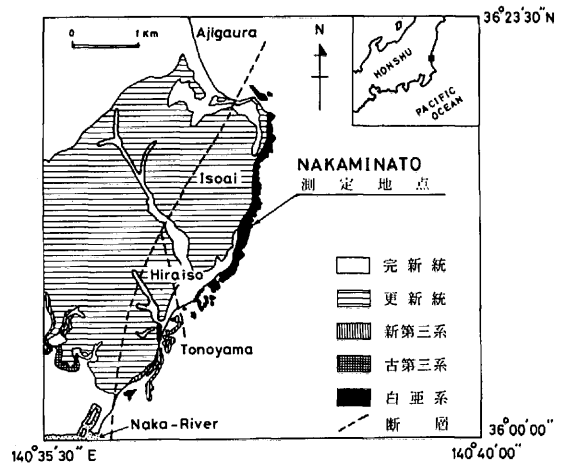 36°23'30"N
0 1 Km
Ajigaura
N
HONSHU
PACIFIC
OCEAN
NAKAMINATO
測定地点
Isoai
Hiraiso
Tonoyama
Naka-River
完新統
更新統
新第三系
古第三系
白亜系
断層
36°00'00"
140°35'30"E
140°40'00"